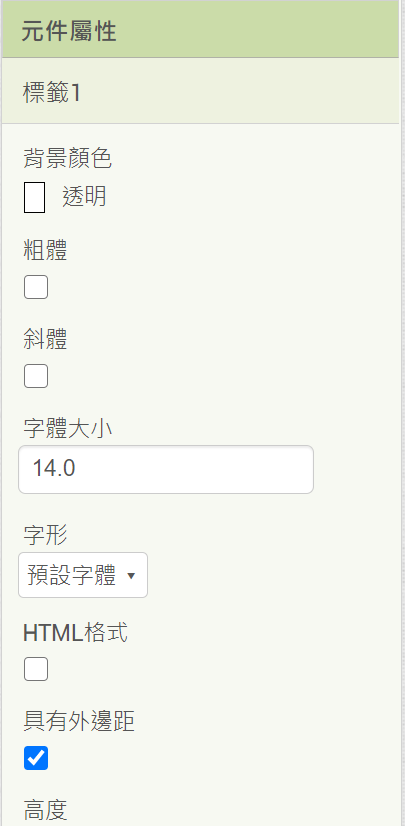 元件屬性
標籤1
背景顏色
透明
粗體
斜體
字體大小
14.0
字形
預設字體
HTML格式
具有外邊距
高度